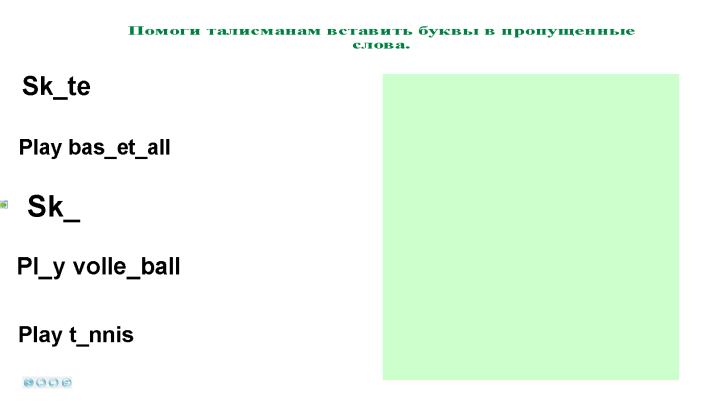 Помоги талисманам вставить буквы в пропущенные
слова.
Sk_te
Play bas_et_all
Sk_
Pl_y volle_ball
Play t_nnis